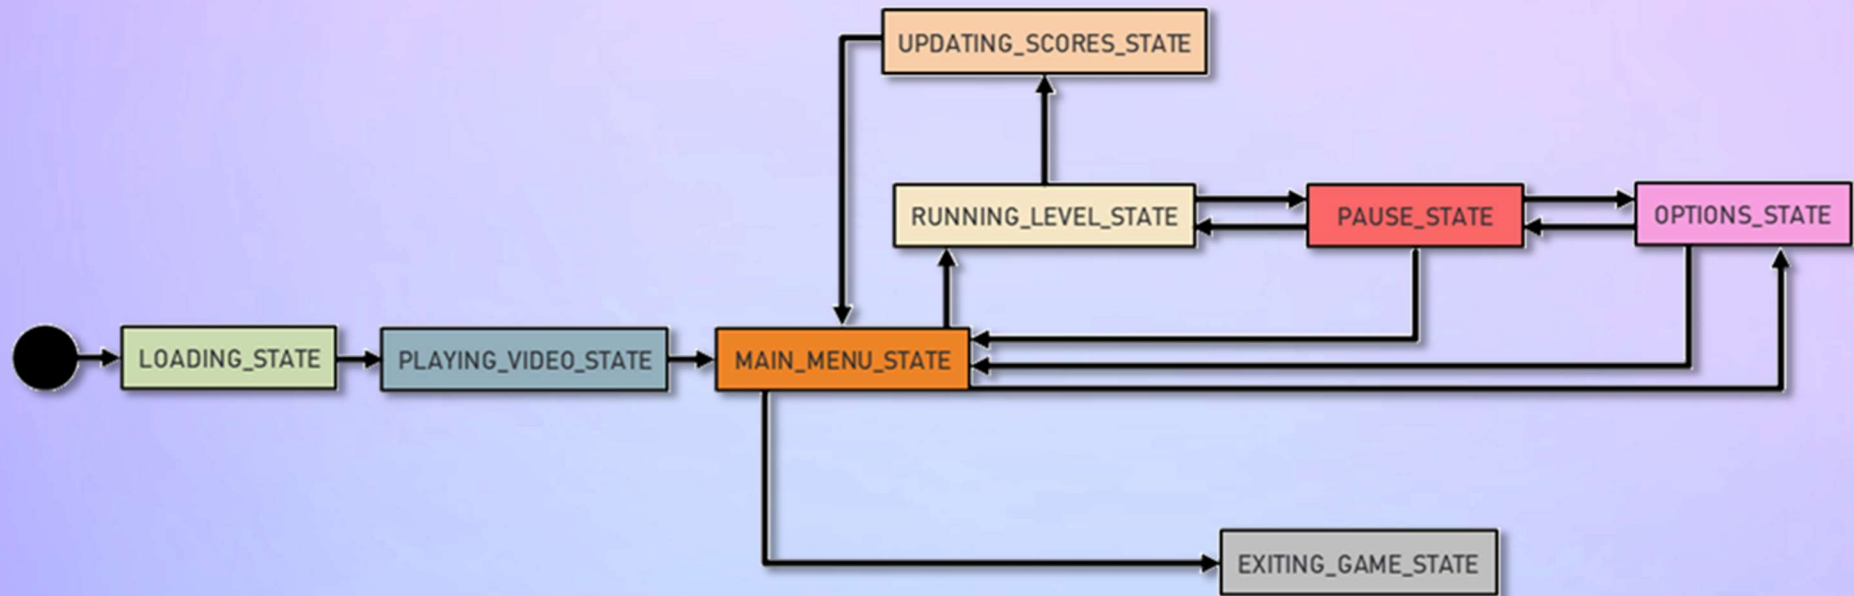 UPDATING_SCORES_STATE
RUNNING_LEVEL_STATE
PAUSE_STATE
OPTIONS_STATE
LOADING_STATE
PLAYING_VIDEO_STATE
MAIN_MENU_STATE
EXITING_GAME_STATE